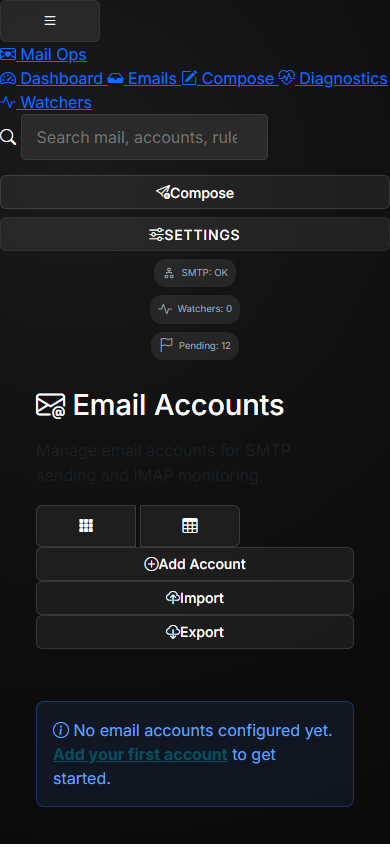 Mail Ops
Dashboard Emails Compose Diagnostics
Watchers
Search mail, accounts, rule
Compose
SETTINGS
SMTP: OK
Watchers: 0
Pending: 12
Email Accounts
Manage email accounts for SMTP
sending and IMAP monitoring.
Add Account
Import
Export
No email accounts configured yet.
Add your first account to get
started.